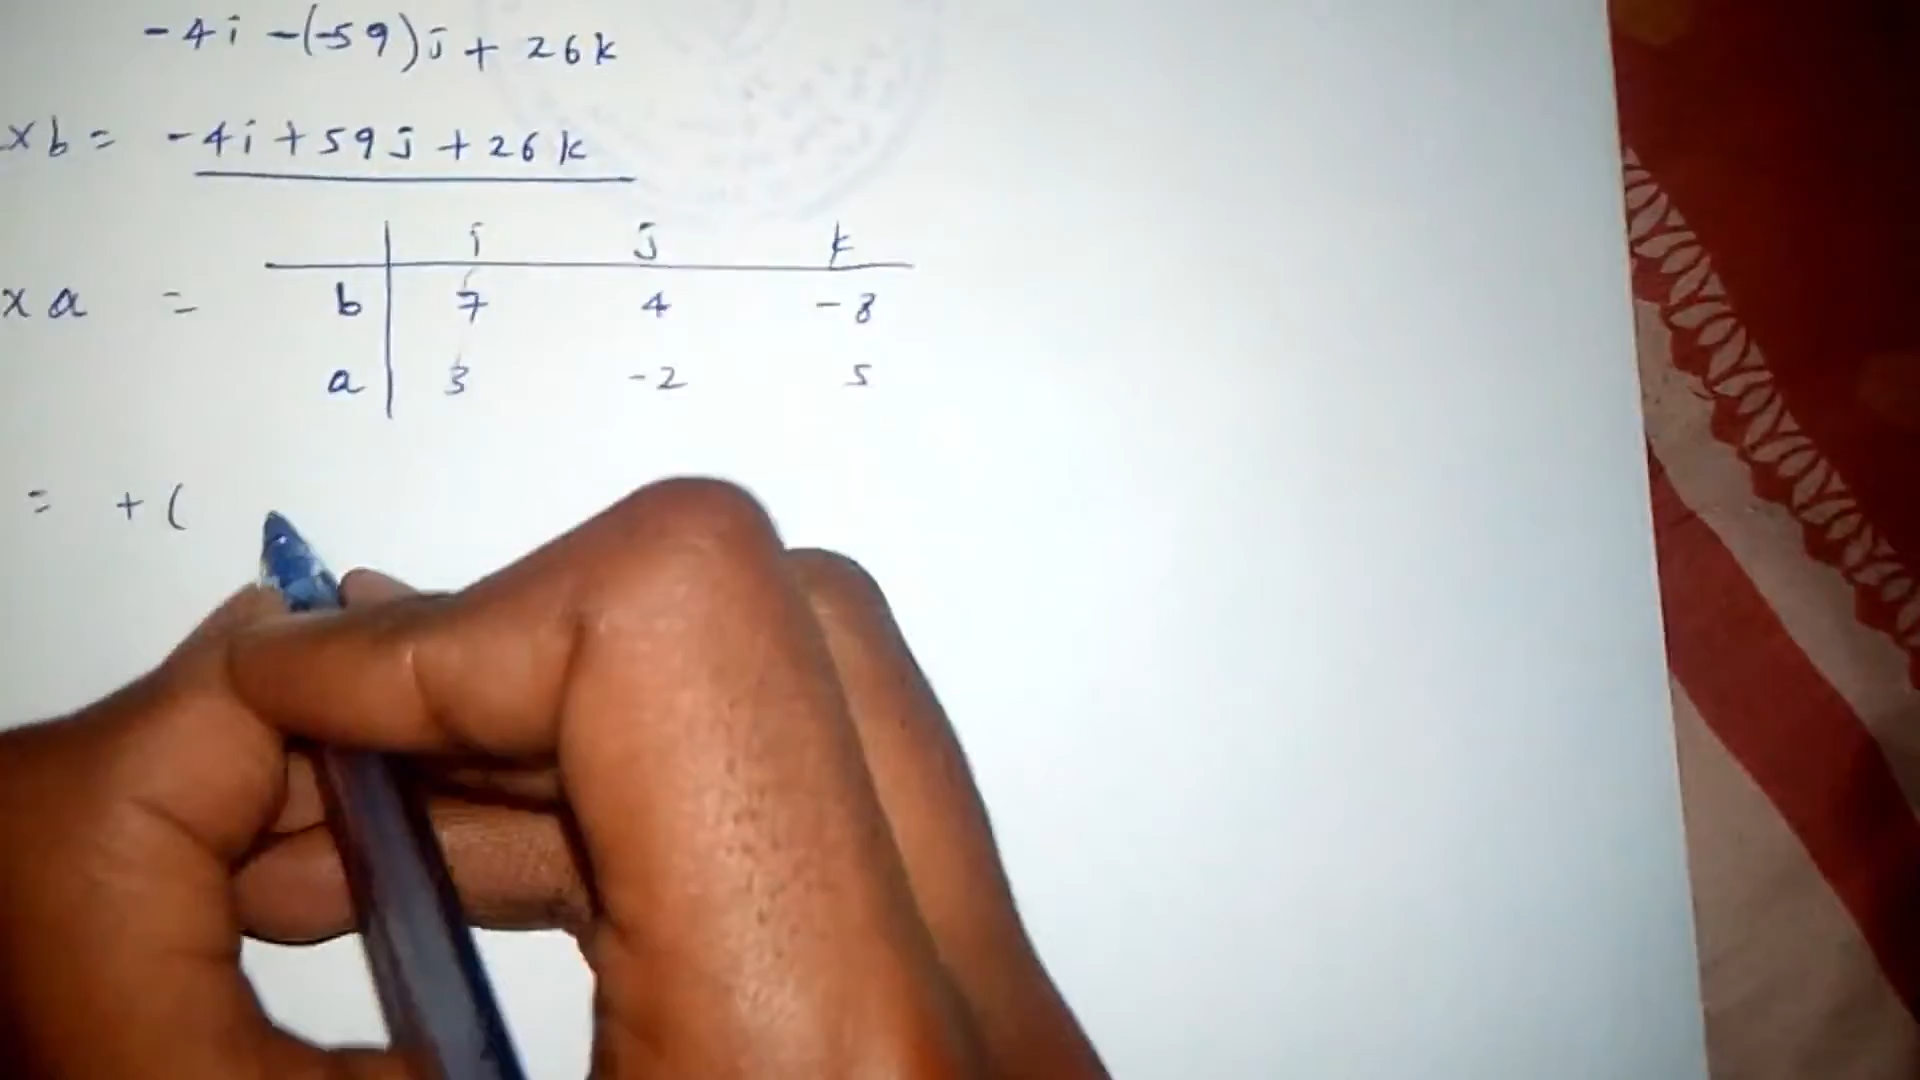 -4i -(-59)j + 26k
xb = -4i + 59j + 26k
i j k
xa =
b 7 4 -8
a 3 -2 5
= + (